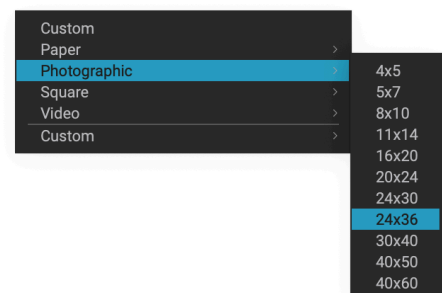 Custom
Paper
Photographic
Square
Video
Custom
4x5
5x7
8x10
11x14
16x20
20x24
24x30
24x36
30x40
40x50
40x60